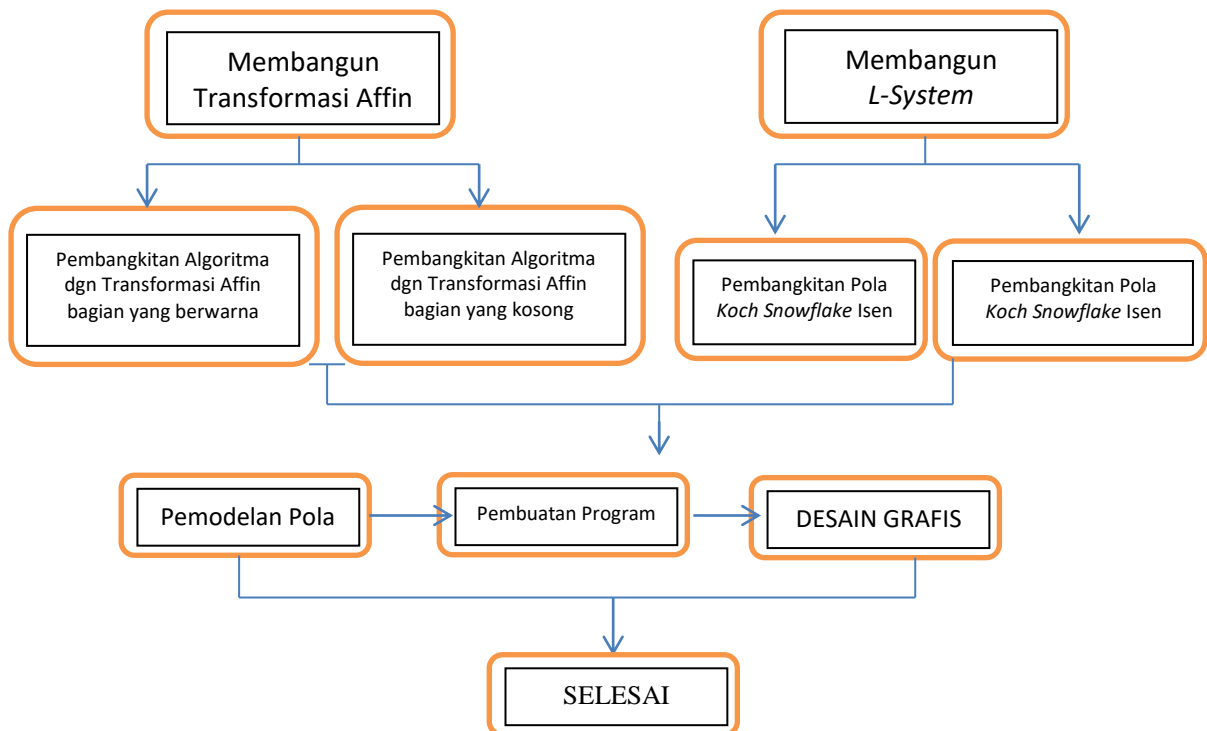 Membangun
Transformasi Affin
Membangun
L-System
Pembangkitan Algoritma
dgn Transformasi Affin
bagian yang berwarna
Pembangkitan Algoritma
dgn Transformasi Affin
bagian yang kosong
Pembangkitan Pola
Koch Snowflake Isen
Pembangkitan Pola
Koch Snowflake Isen
Pemodelan Pola
Pembuatan Program
DESAIN GRAFIS
SELESAI